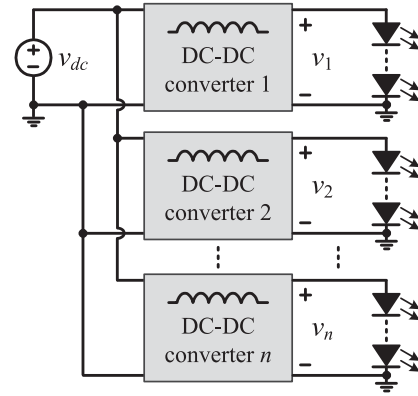 v_dc
DC-DC
converter 1
v_1
DC-DC
converter 2
v_2
DC-DC
converter n
v_n